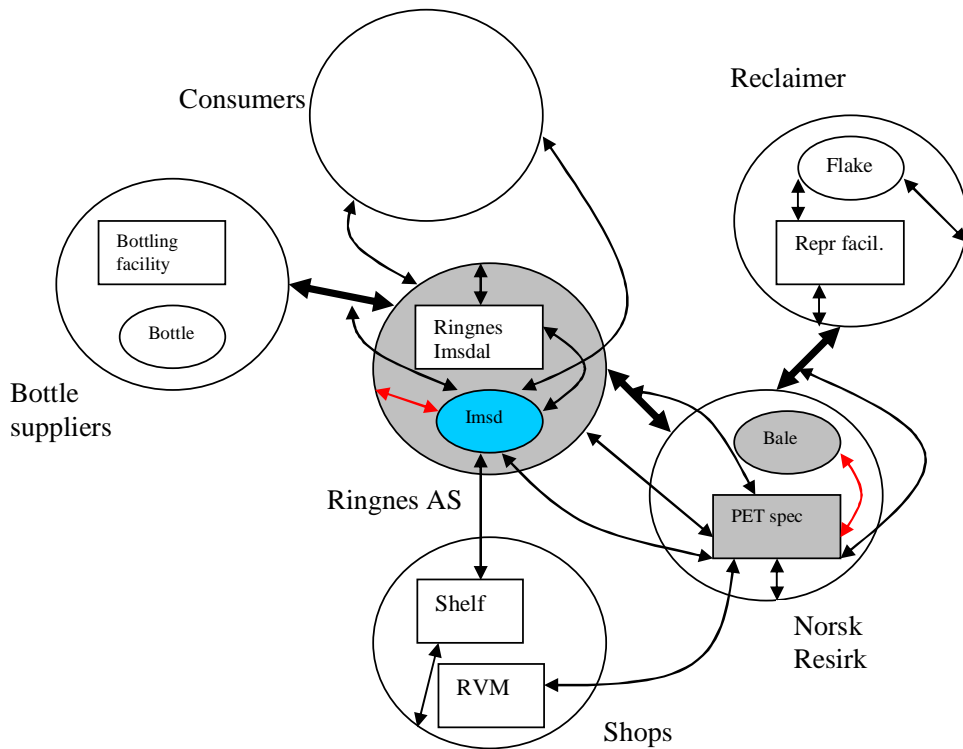 Consumers
Reclaimer
Flake
Repr facil.
Bottling
facility
Bottle
Bottle
suppliers
Ringnes
Imsdal
Imsd
Ringnes AS
Bale
PET spec
Norsk
Resirk
Shelf
RVM
Shops